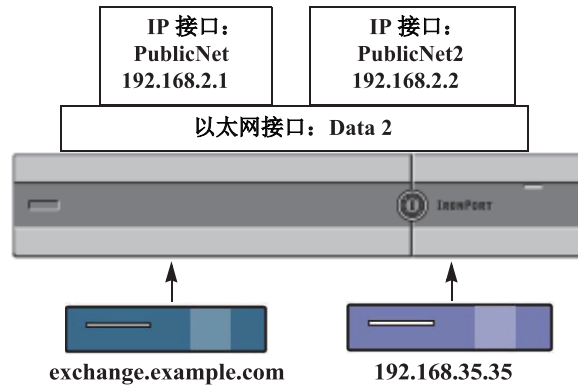 IP 接口：
PublicNet
192.168.2.1
IP 接口：
PublicNet2
192.168.2.2
以太网接口：Data 2
IRONPORT
exchange.example.com
192.168.35.35